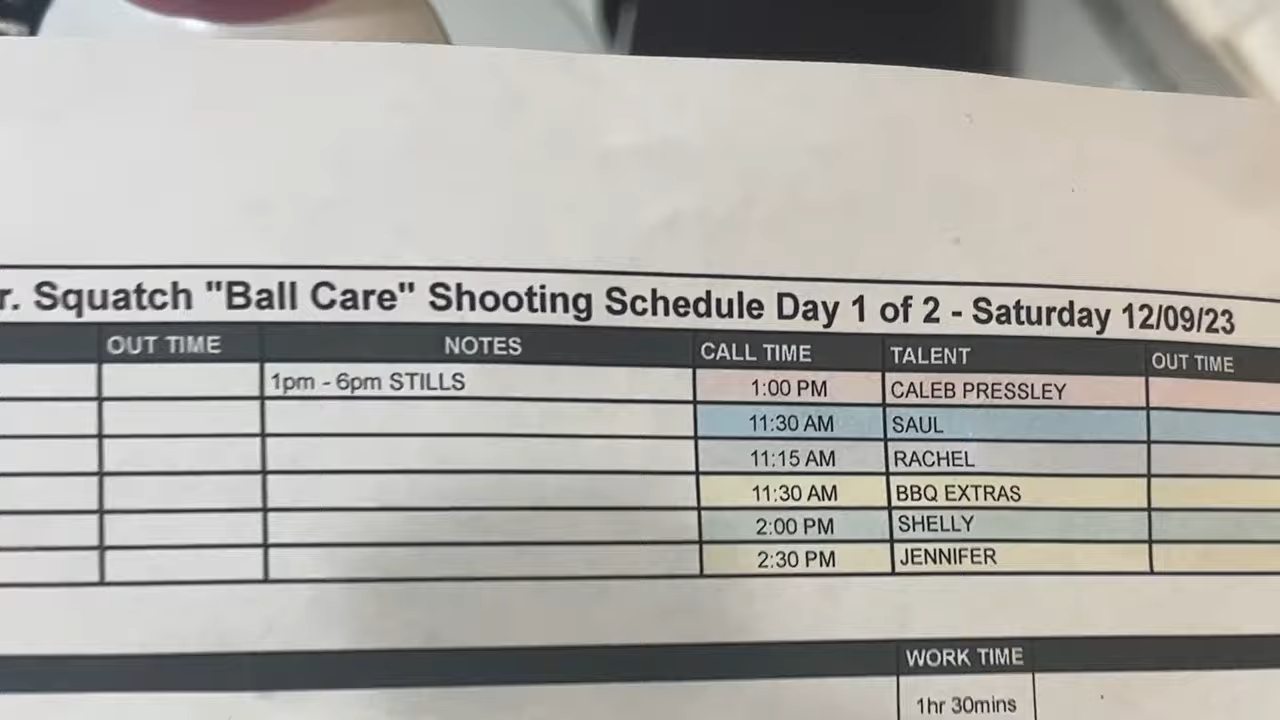 r. Squatch "Ball Care" Shooting Schedule Day 1 of 2 - Saturday 12/09/23
OUT TIME NOTES CALL TIME TALENT OUT TIME
1pm - 6pm STILLS 1:00 PM CALEB PRESSLEY
11:30 AM SAUL
11:15 AM RACHEL
11:30 AM BBQ EXTRAS
2:00 PM SHELLY
2:30 PM JENNIFER
WORK TIME
1hr 30mins